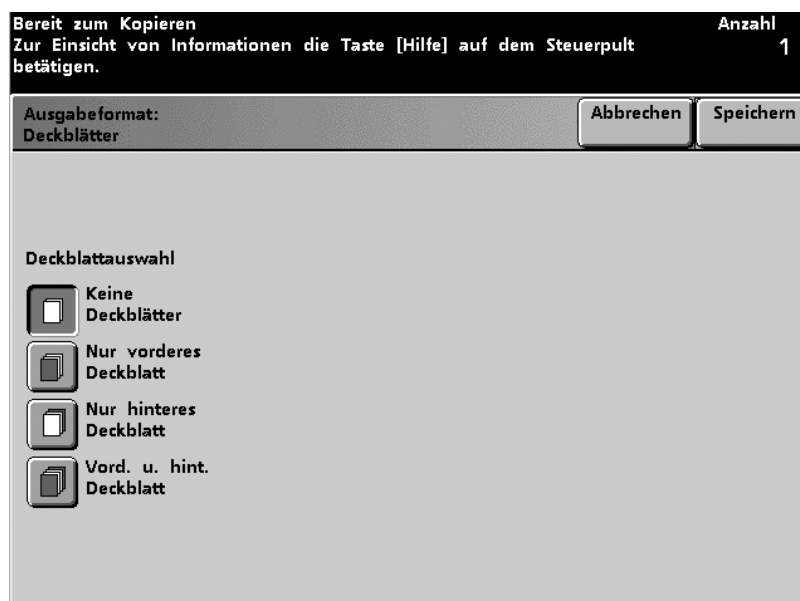 Bereit zum Kopieren
Anzahl
Zur Einsicht von Informationen die Taste [Hilfe] auf dem Steuerpult
1
betätigen.
Ausgabeformat:
Deckblätter
Abbrechen
Speichern
Deckblattauswahl
Keine
Deckblätter
Nur vorderes
Deckblatt
Nur hinteres
Deckblatt
Vord. u. hint.
Deckblatt